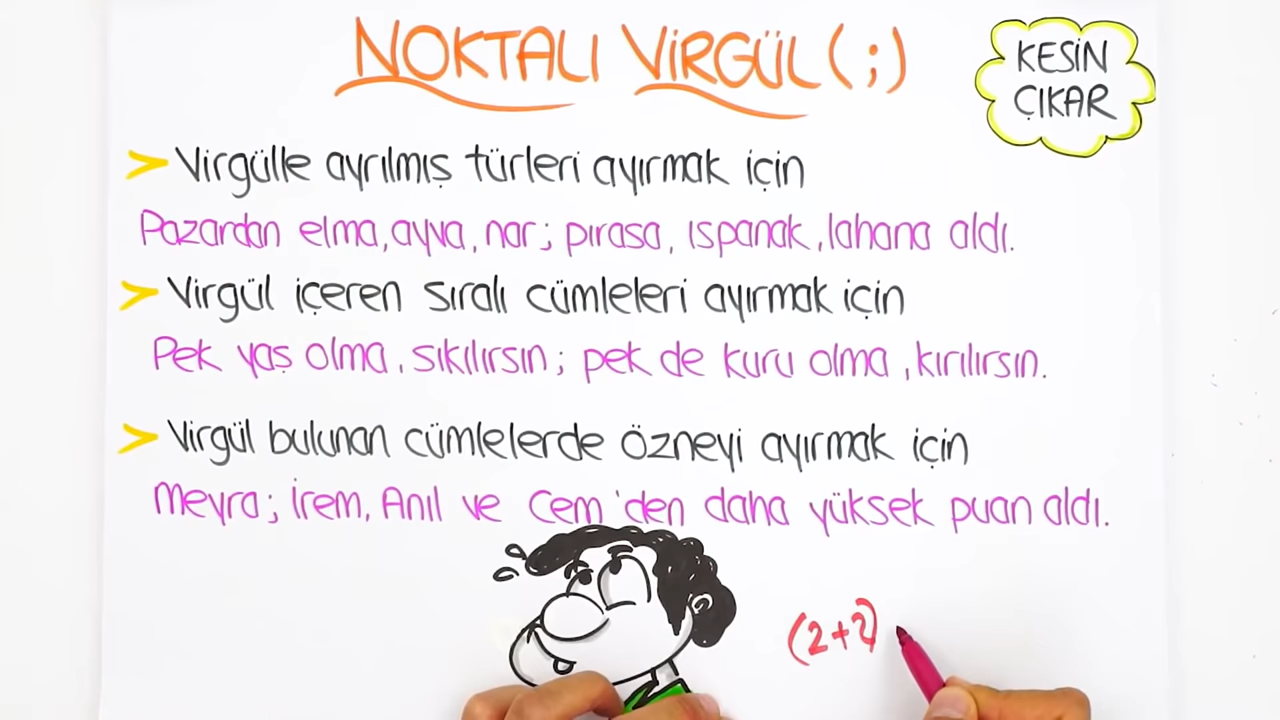 NOKTALI VİRGÜL (;)
KESİN
ÇIKAR
Virgülle ayrılmış türleri ayırmak için
Pazardan elma, ayva, nar; pırasa, ıspanak, lahana aldı.
Virgül içeren sıralı cümleleri ayırmak için
Pek yaş olma, sıkılırsın; pek de kuru olma, kırılırsın.
Virgül bulunan cümlelerde özneyi ayırmak için
Meyra; İrem, Anıl ve Cem'den daha yüksek puan aldı.
(2+2)